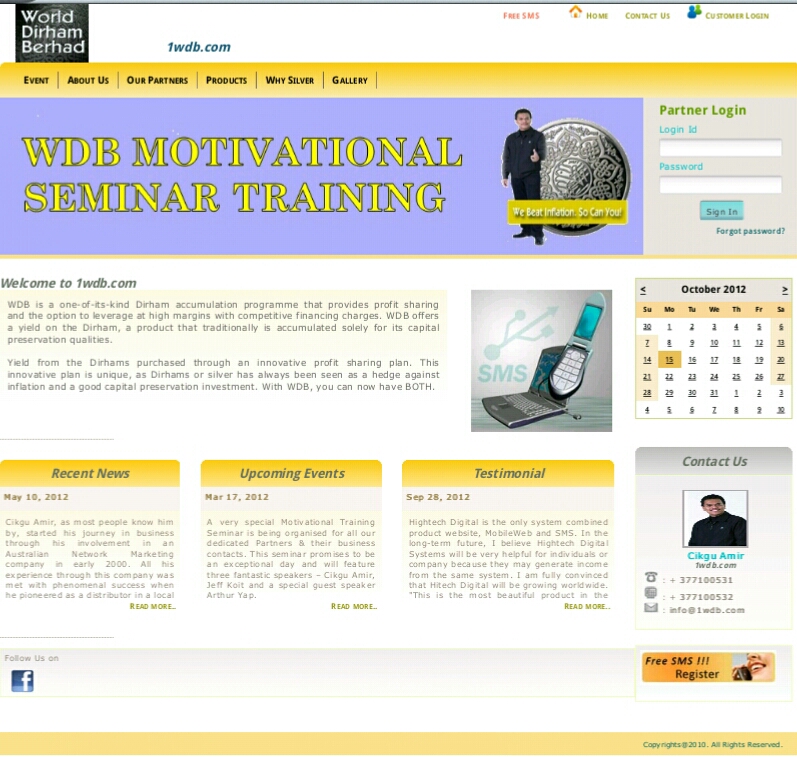 World
Dirham
Berhad
1wdb.com
Free SMS
Home
Contact Us
Customer Login
Event
About Us
Our Partners
Products
Why Silver
Gallery
WDB MOTIVATIONAL
SEMINAR TRAINING
We Beat Inflation. So Can You!
Partner Login
Login Id
Password
Sign In
Forgot password?
Welcome to 1wdb.com
WDB is a one-of-its-kind Dirham accumulation programme that provides profit sharing
and the option to leverage at high margins with competitive financing charges. WDB offers
a yield on the Dirham, a product that traditionally is accumulated solely for its capital
preservation qualities.
Yield from the Dirhams purchased through an innovative profit sharing plan. This
innovative plan is unique, as Dirhams or silver has always been seen as a hedge against
inflation and a good capital preservation investment. With WDB, you can now have BOTH.
SMS
< October 2012 >
Su Mo Tu We Th Fr Sa
30 1 2 3 4 5 6
7 8 9 10 11 12 13
14 15 16 17 18 19 20
21 22 23 24 25 26 27
28 29 30 31 1 2 3
4 5 6 7 8 9 10
Recent News
May 10, 2012
Cikgu Amir, as most people know him
by, started his journey in business
through his involvement in an
Australian Network Marketing
company in early 2000. All his
experience through this company was
met with phenomenal success when
he pioneered as a distributor in a local
Read more..
Upcoming Events
Mar 17, 2012
A very special Motivational Training
Seminar is being organised for all our
dedicated Partners & their business
contacts. This seminar promises to be
an exceptional day and will feature
three fantastic speakers – Cikgu Amir,
Jeff Koit and a special guest speaker
Arthur Yap.
Read more..
Testimonial
Sep 28, 2012
Hightech Digital is the only system combined
product website, MobileWeb and SMS. In the
long-term future, I believe Hightech Digital
Systems will be very helpful for individuals or
company because they may generate income
from the same system. I am fully convinced
that Hitech Digital will be growing worldwide.
"This is the most beautiful product in the
Read more..
Contact Us
Cikgu Amir
1wdb.com
: + 377100531
: + 377100532
: info@1wdb.com
Follow Us on
f
Free SMS !!!
Register
Copyrights@2010. All Rights Reserved.